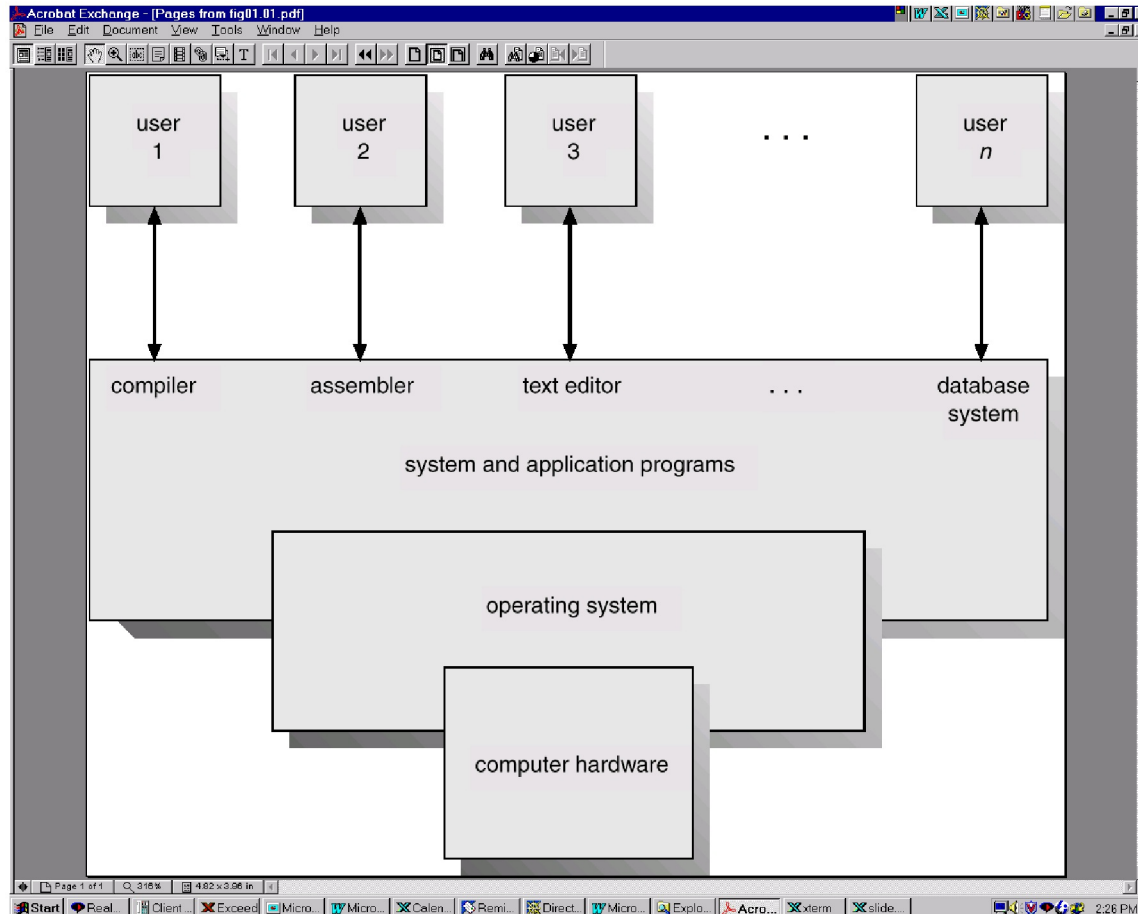 Acrobat Exchange - [Pages from fig01.01.pdf]
File Edit Document View Tools Window Help
user
1
user
2
user
3
. . .
user
n
compiler
assembler
text editor
. . .
database
system
system and application programs
operating system
computer hardware
Page 1 of 1
316%
4.82 x 3.96 in
Start
Real...
Client ...
Exceed
Micro...
Micro...
Calen...
Remi...
Direct...
Micro...
Explo...
Acro...
xterm
slide...
2:26 PM